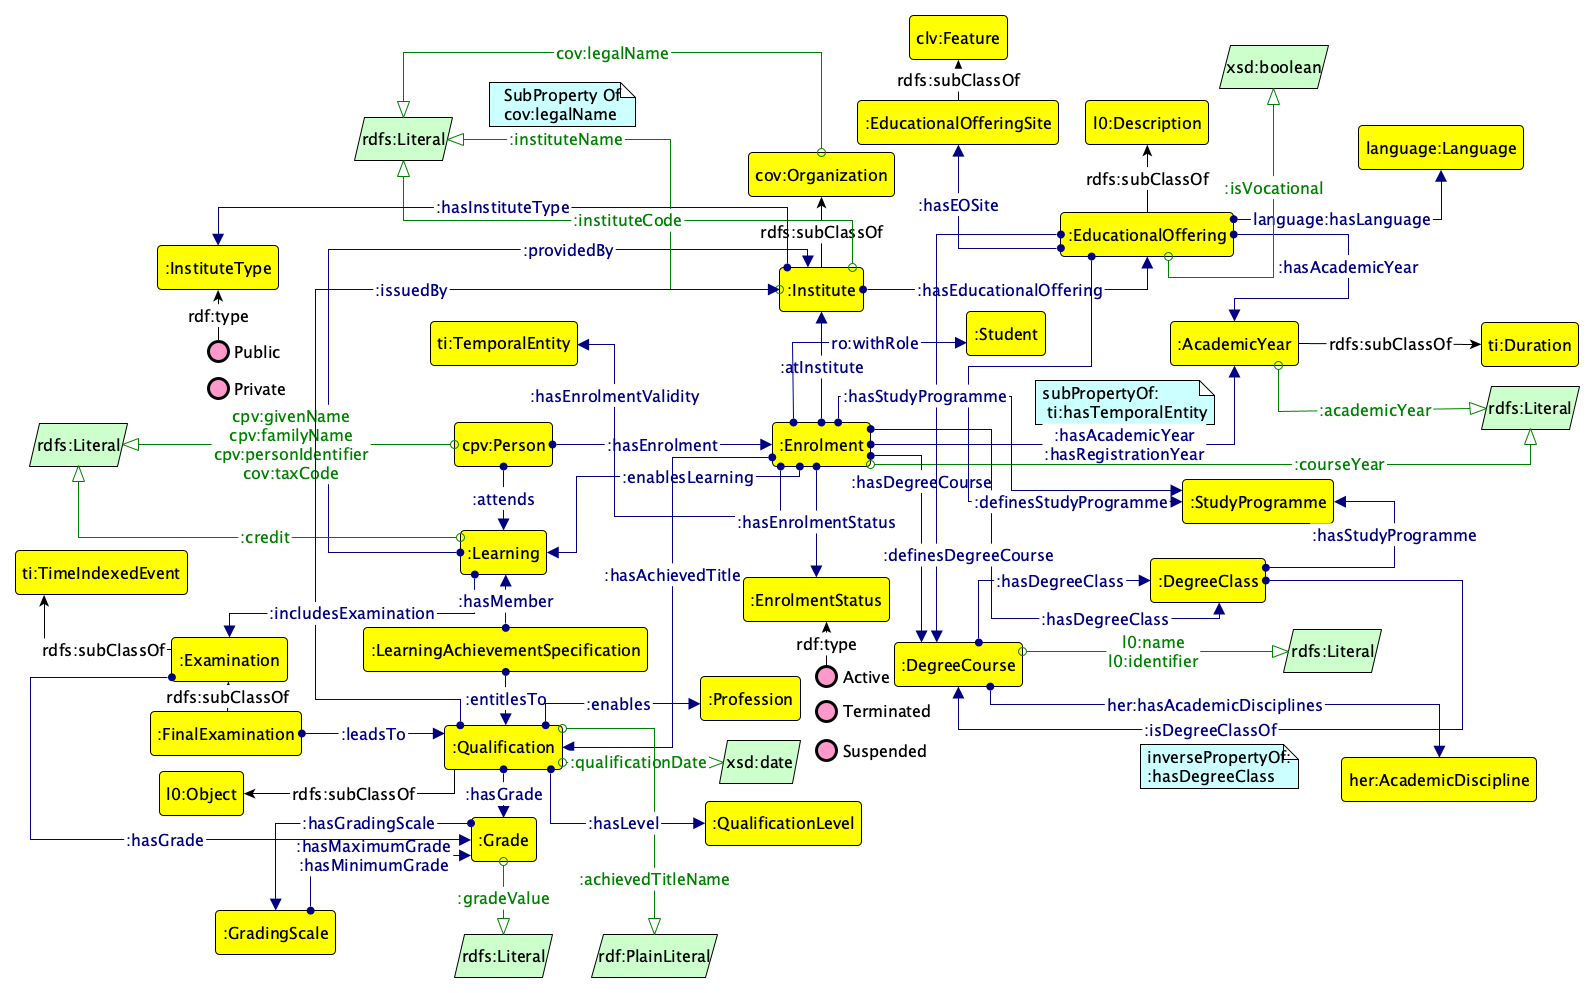 clv:Feature
cov:legalName
xsd:boolean
rdfs:subClassOf
SubProperty Of
cov:legalName
:EducationalOfferingSite
l0:Description
rdfs:Literal
:instituteName
language:Language
cov:Organization
rdfs:subClassOf
:isVocational
:hasEOSite
:hasInstituteType
:instituteCode
language:hasLanguage
rdfs:subClassOf
:EducationalOffering
:providedBy
:InstituteType
:hasAcademicYear
:issuedBy
:Institute
:hasEducationalOffering
rdf:type
:Student
ti:TemporalEntity
ro:withRole
:AcademicYear
rdfs:subClassOf
ti:Duration
Public
:atInstitute
Private
:hasEnrolmentValidity
:hasStudyProgramme
subPropertyOf:
ti:hasTemporalEntity
rdfs:Literal
:academicYear
cpv:givenName
cpv:familyName
cpv:personIdentifier
cov:taxCode
rdfs:Literal
cpv:Person
:hasEnrolment
:Enrolment
:hasAcademicYear
:hasRegistrationYear
:courseYear
:enablesLearning
:hasDegreeCourse
:attends
:definesStudyProgramme
:StudyProgramme
:hasEnrolmentStatus
:credit
:hasStudyProgramme
:Learning
:definesDegreeCourse
ti:TimeIndexedEvent
:hasAchievedTitle
:hasDegreeClass
:DegreeClass
:hasMember
:EnrolmentStatus
:includesExamination
:hasDegreeClass
rdf:type
l0:name
l0:identifier
rdfs:Literal
rdfs:subClassOf
:Examination
:LearningAchievementSpecification
:DegreeCourse
Active
rdfs:subClassOf
:entitlesTo
:enables
:Profession
her:hasAcademicDisciplines
Terminated
:FinalExamination
:leadsTo
:isDegreeClassOf
:Qualification
Suspended
:qualificationDate
xsd:date
inversePropertyOf:
:hasDegreeClass
her:AcademicDiscipline
l0:Object
rdfs:subClassOf
:hasGrade
:hasGradingScale
:hasLevel
:QualificationLevel
:hasGrade
:hasMaximumGrade
:hasMinimumGrade
:Grade
:achievedTitleName
:gradeValue
:GradingScale
rdfs:Literal
rdf:PlainLiteral